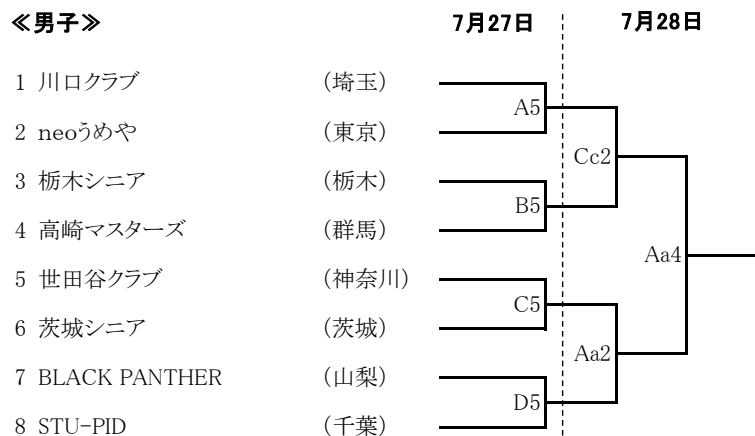 ≪男子≫ 7月27日 7月28日
1 川口クラブ (埼玉)
A5
2 neoうめや (東京)
Cc2
3 栃木シニア (栃木)
B5
4 高崎マスターズ (群馬)
Aa4
5 世田谷クラブ (神奈川)
C5
6 茨城シニア (茨城)
Aa2
7 BLACK PANTHER (山梨)
D5
8 STU-PID (千葉)